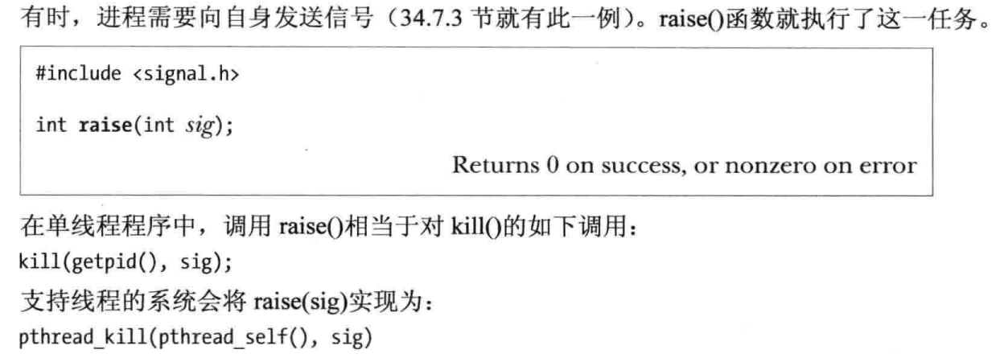 有时，进程需要向自身发送信号（34.7.3 节就有此一例）。raise()函数就执行了这一任务。
#include <signal.h>
int raise(int sig);
Returns 0 on success, or nonzero on error
在单线程程序中，调用 raise()相当于对 kill()的如下调用：
kill(getpid(), sig);
支持线程的系统会将 raise(sig)实现为：
pthread_kill(pthread_self(), sig)